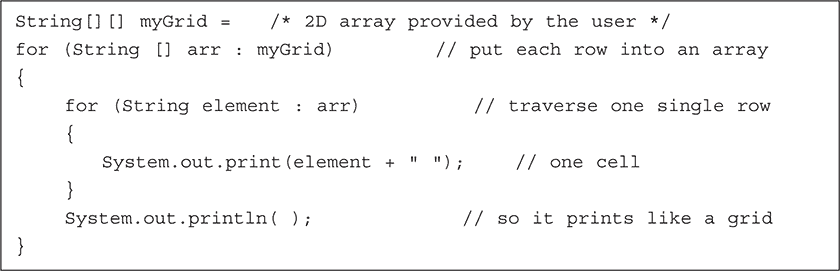 String[][] myGrid =   /* 2D array provided by the user */
for (String [] arr : myGrid)          // put each row into an array
{
    for (String element : arr)           // traverse one single row
    {
       System.out.print(element + " ");    // one cell
    }
    System.out.println( );              // so it prints like a grid
}